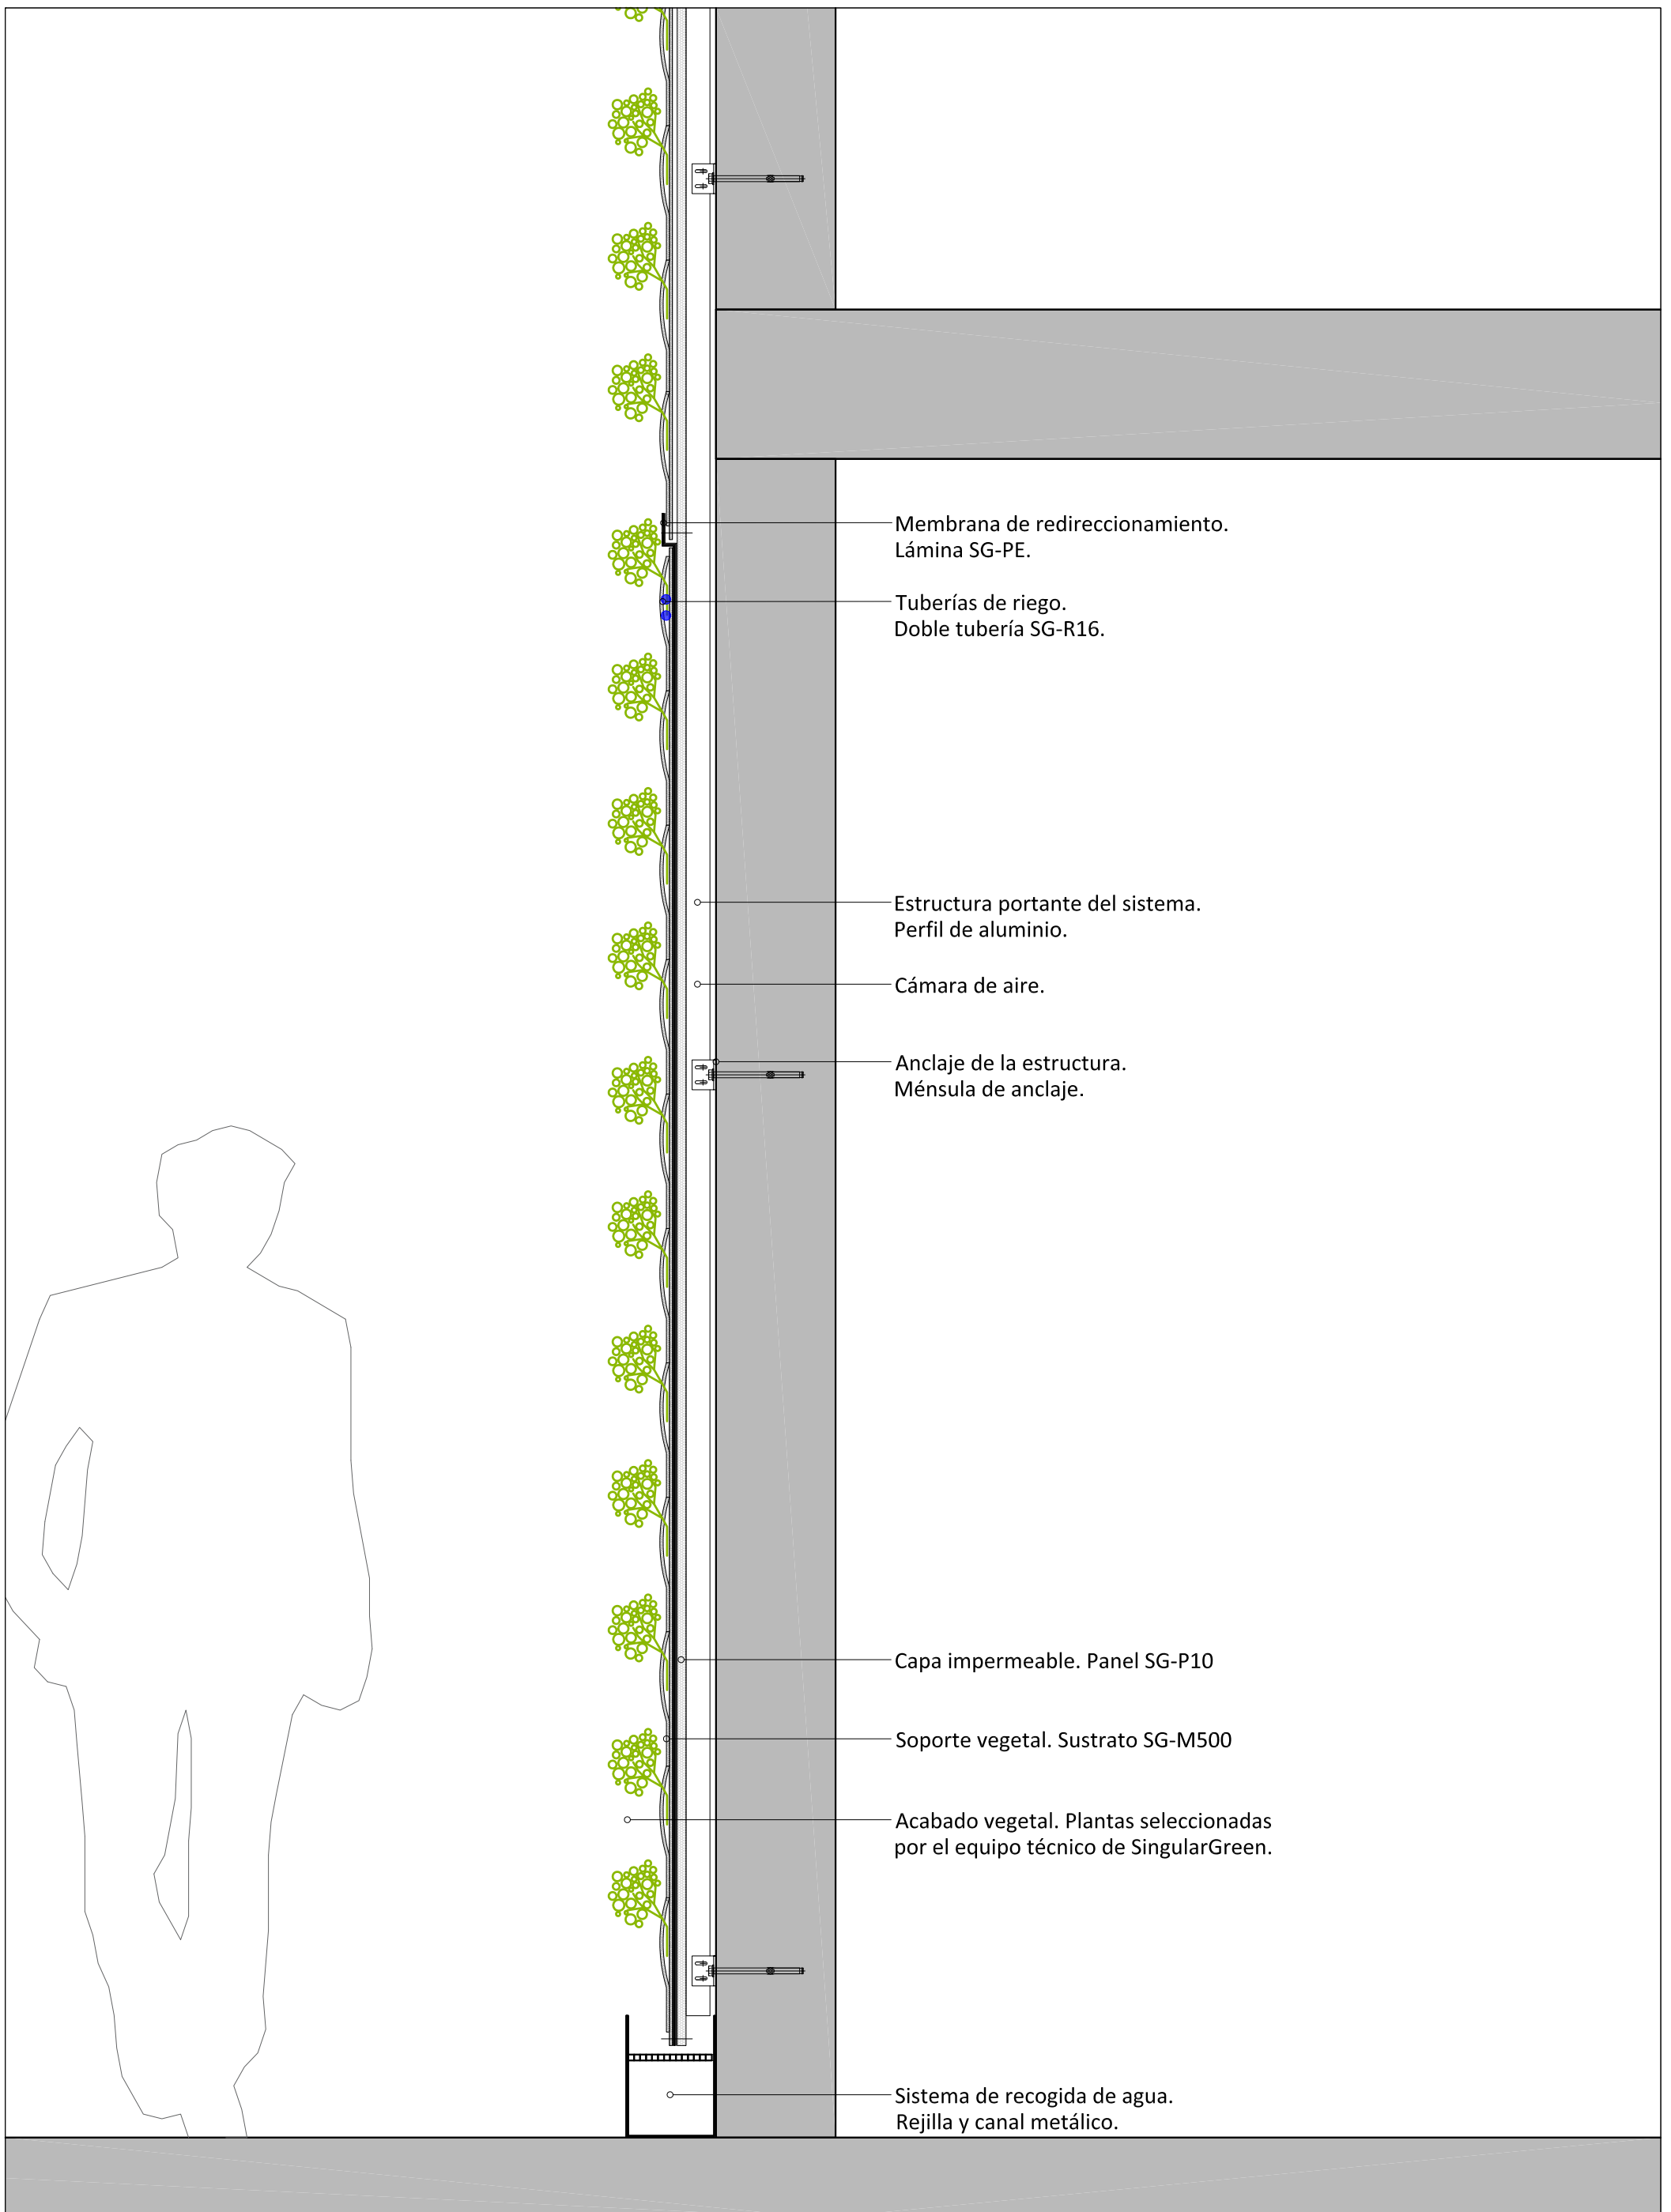 Membrana de redireccionamiento.
Lámina SG-PE.
Tuberías de riego.
Doble tubería SG-R16.
Estructura portante del sistema.
Perfil de aluminio.
Cámara de aire.
Anclaje de la estructura.
Ménsula de anclaje.
Capa impermeable. Panel SG-P10
Soporte vegetal. Sustrato SG-M500
Acabado vegetal. Plantas seleccionadas
por el equipo técnico de SingularGreen.
Sistema de recogida de agua.
Rejilla y canal metálico.